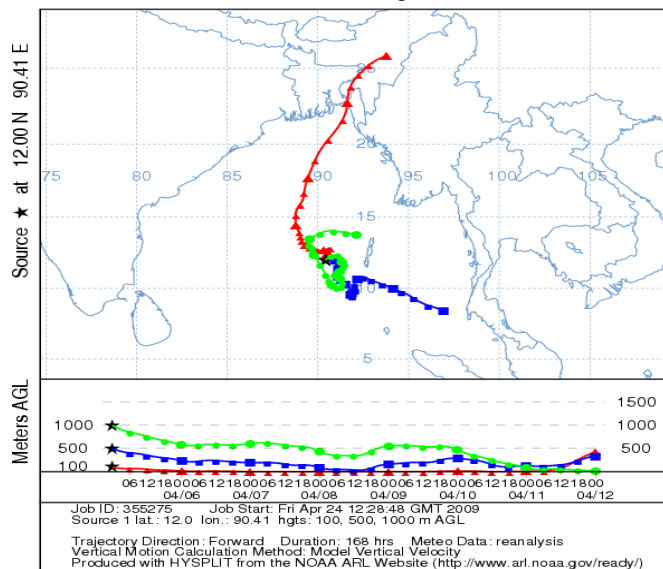 Source ★ at 12.00 N 90.41 E
75
80
85
90
95
100
105
25
20
15
10
5
Meters AGL
1500
1000
1000
500
500
100
06 12 18 00 06 12 18 00 06 12 18 00 06 12 18 00 06 12 18 00 06 12 18 00 06 12 18 00
04/06 04/07 04/08 04/09 04/10 04/11 04/12
Job ID: 355275 Job Start: Fri Apr 24 12:28:48 GMT 2009
Source 1 lat.: 12.0 lon.: 90.41 hgts: 100, 500, 1000 m AGL
Trajectory Direction: Forward Duration: 168 hrs Meteo Data: reanalysis
Vertical Motion Calculation Method: Model Vertical Velocity
Produced with HYSPLIT from the NOAA ARL Website (http://www.arl.noaa.gov/ready/)